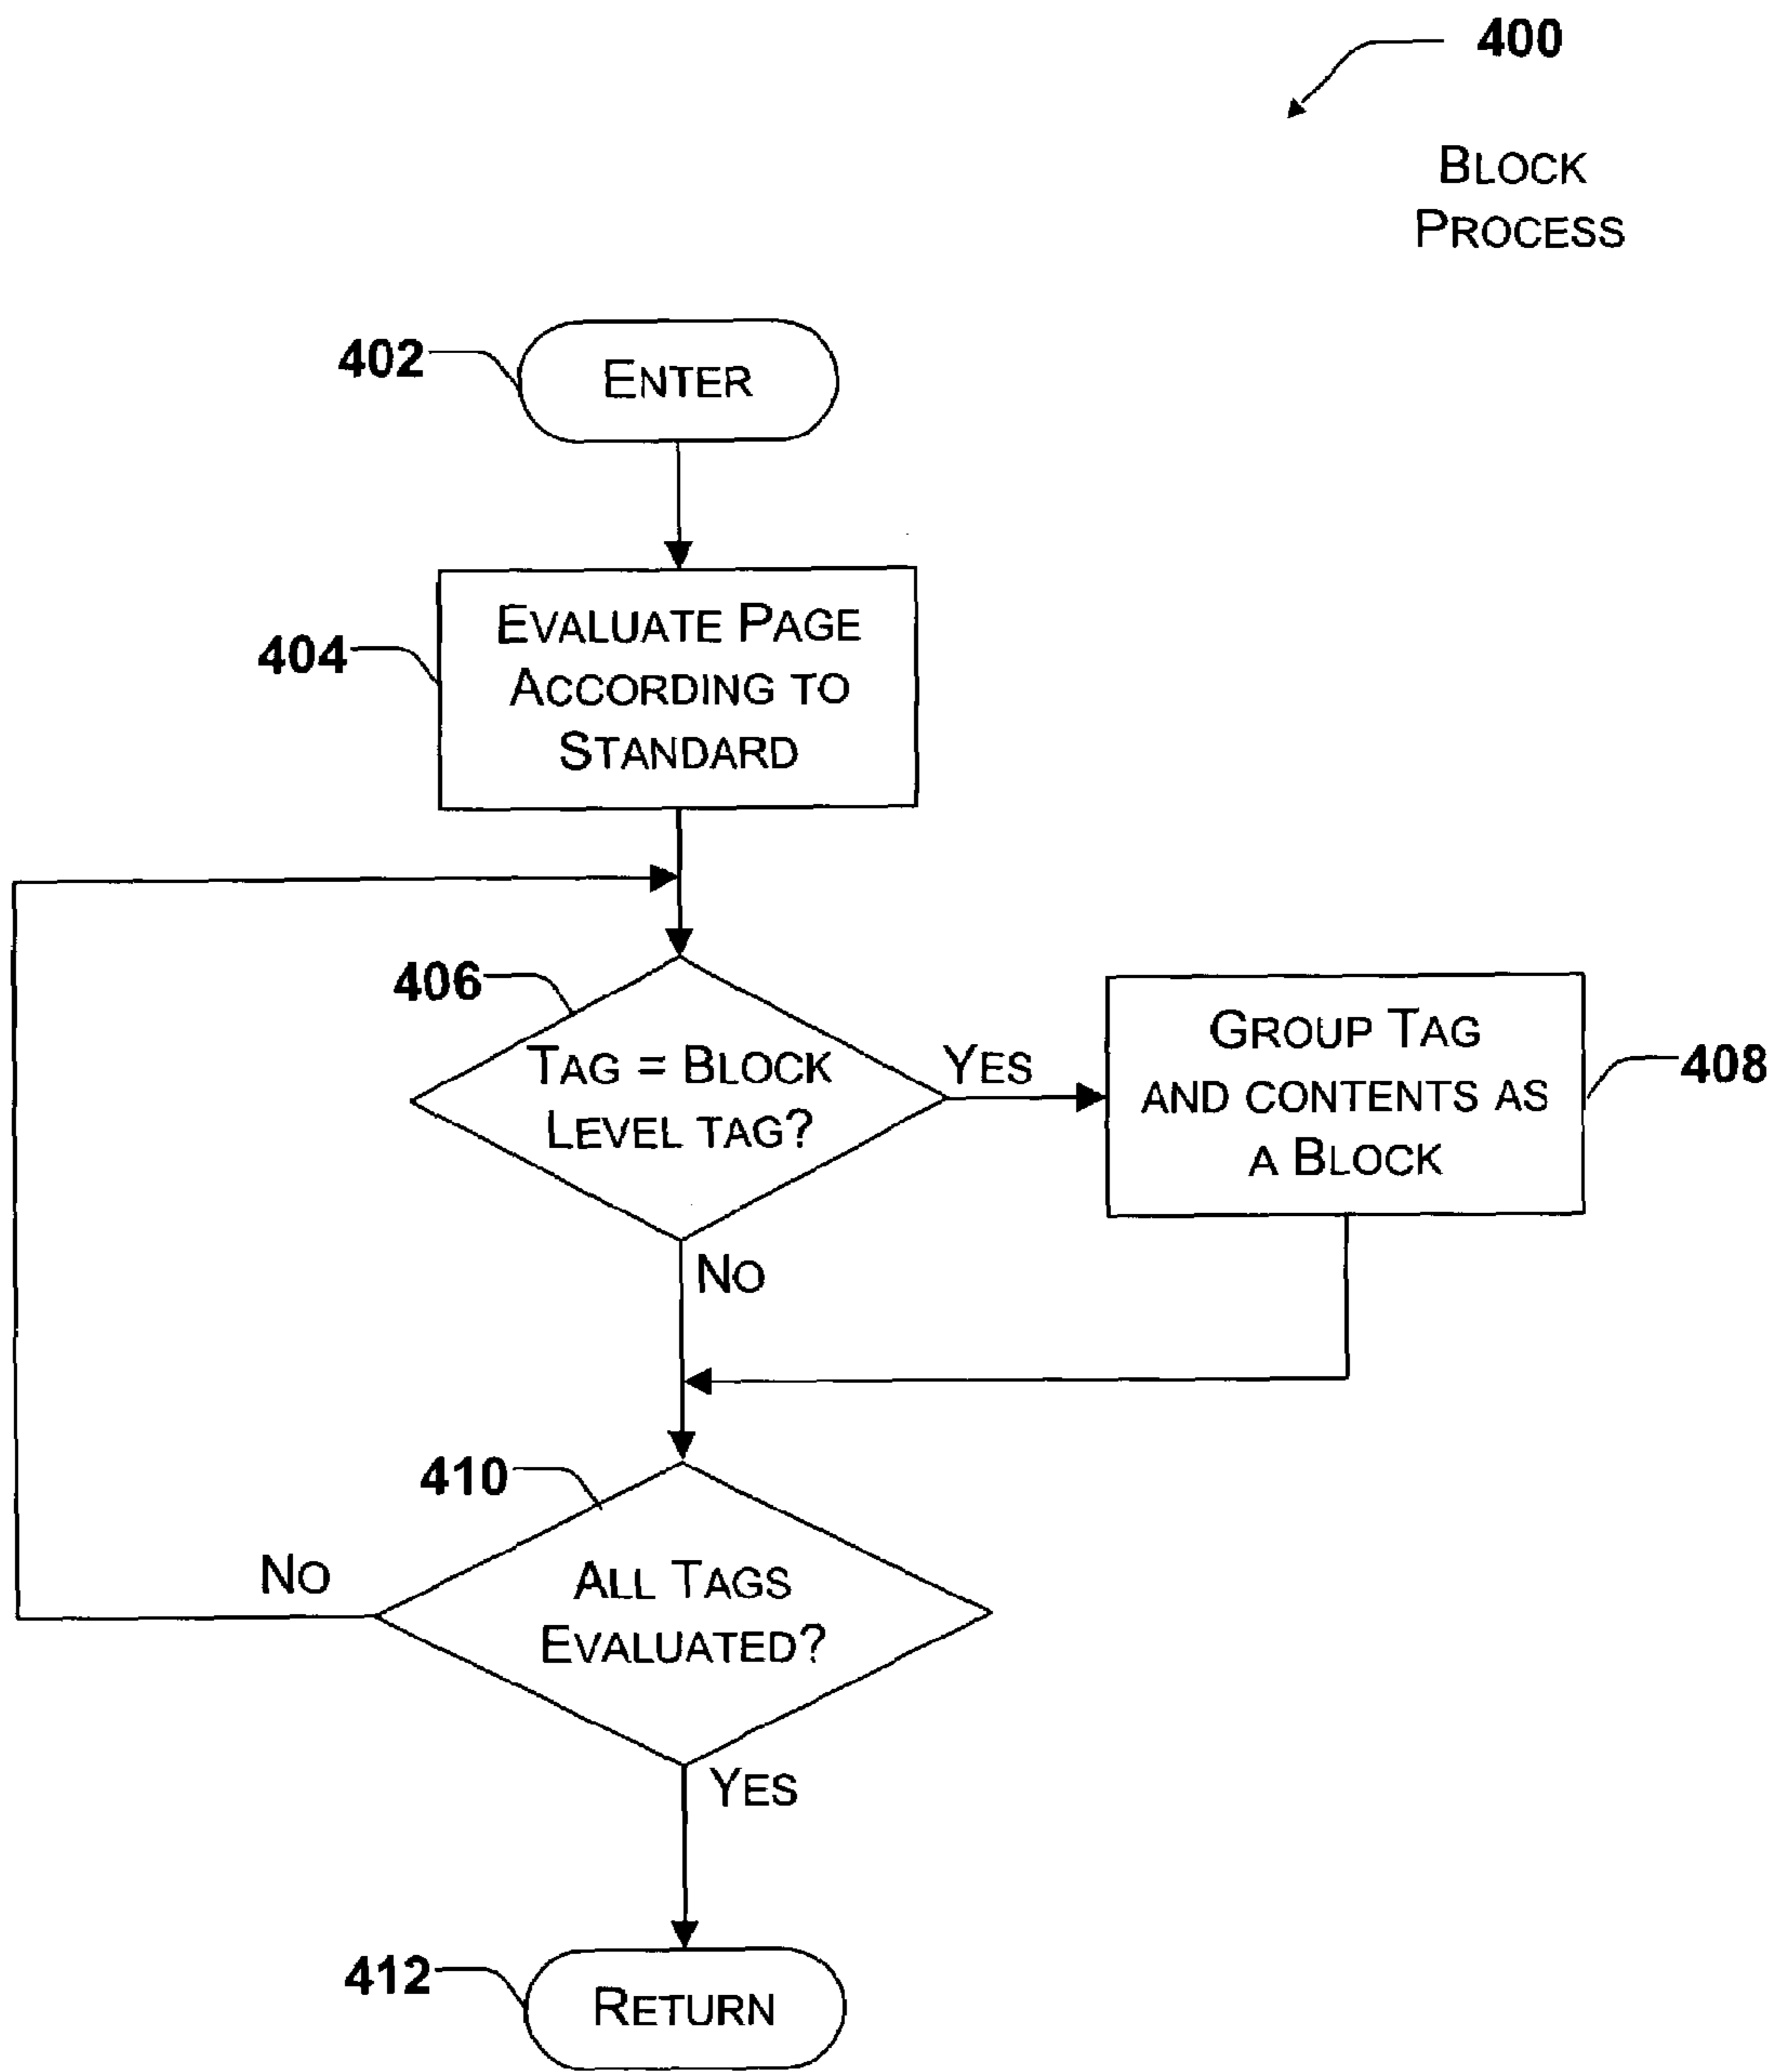 400
BLOCK
PROCESS
402
ENTER
404
EVALUATE PAGE
ACCORDING TO
STANDARD
406
TAG = BLOCK
LEVEL TAG?
YES
GROUP TAG
AND CONTENTS AS
A BLOCK
408
NO
410
ALL TAGS
EVALUATED?
NO
YES
412
RETURN